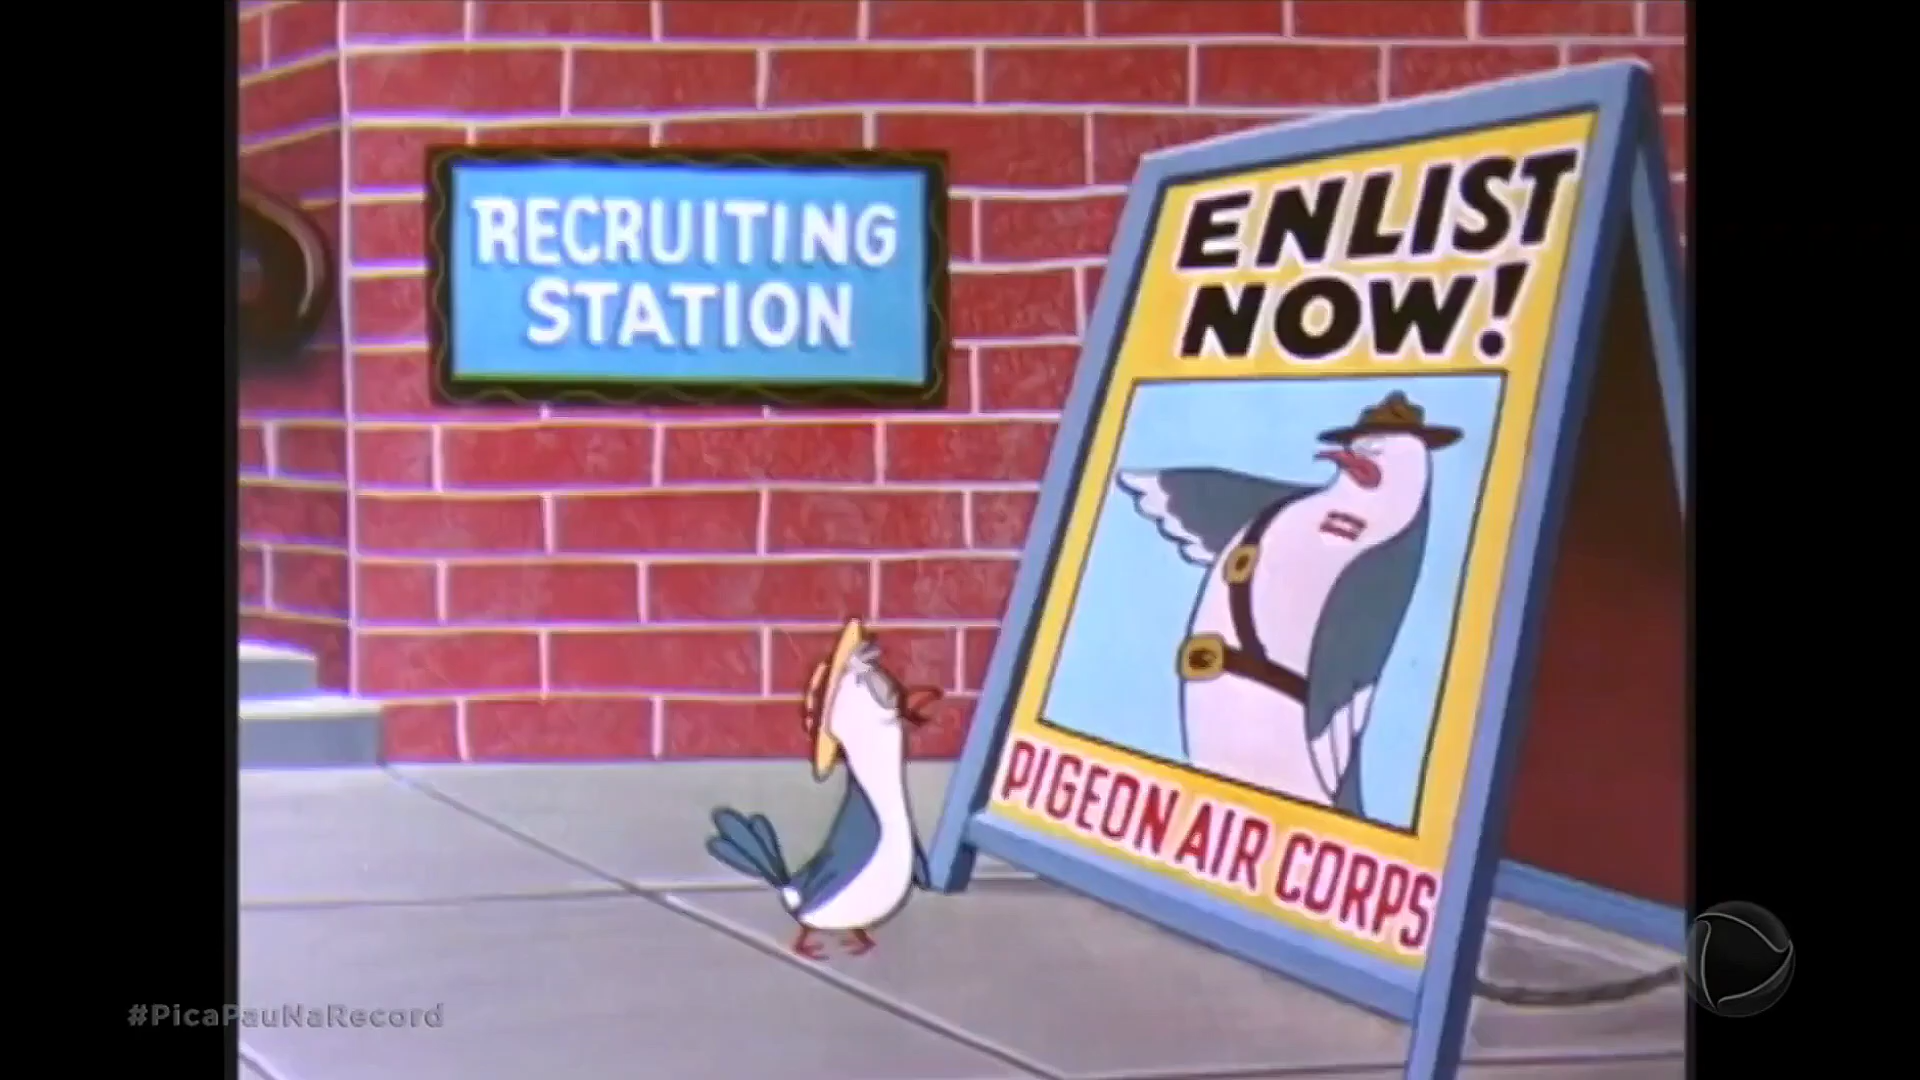 RECRUITING
STATION
ENLIST
NOW!
PIGEON AIR CORPS
#PicaPauNaRecord